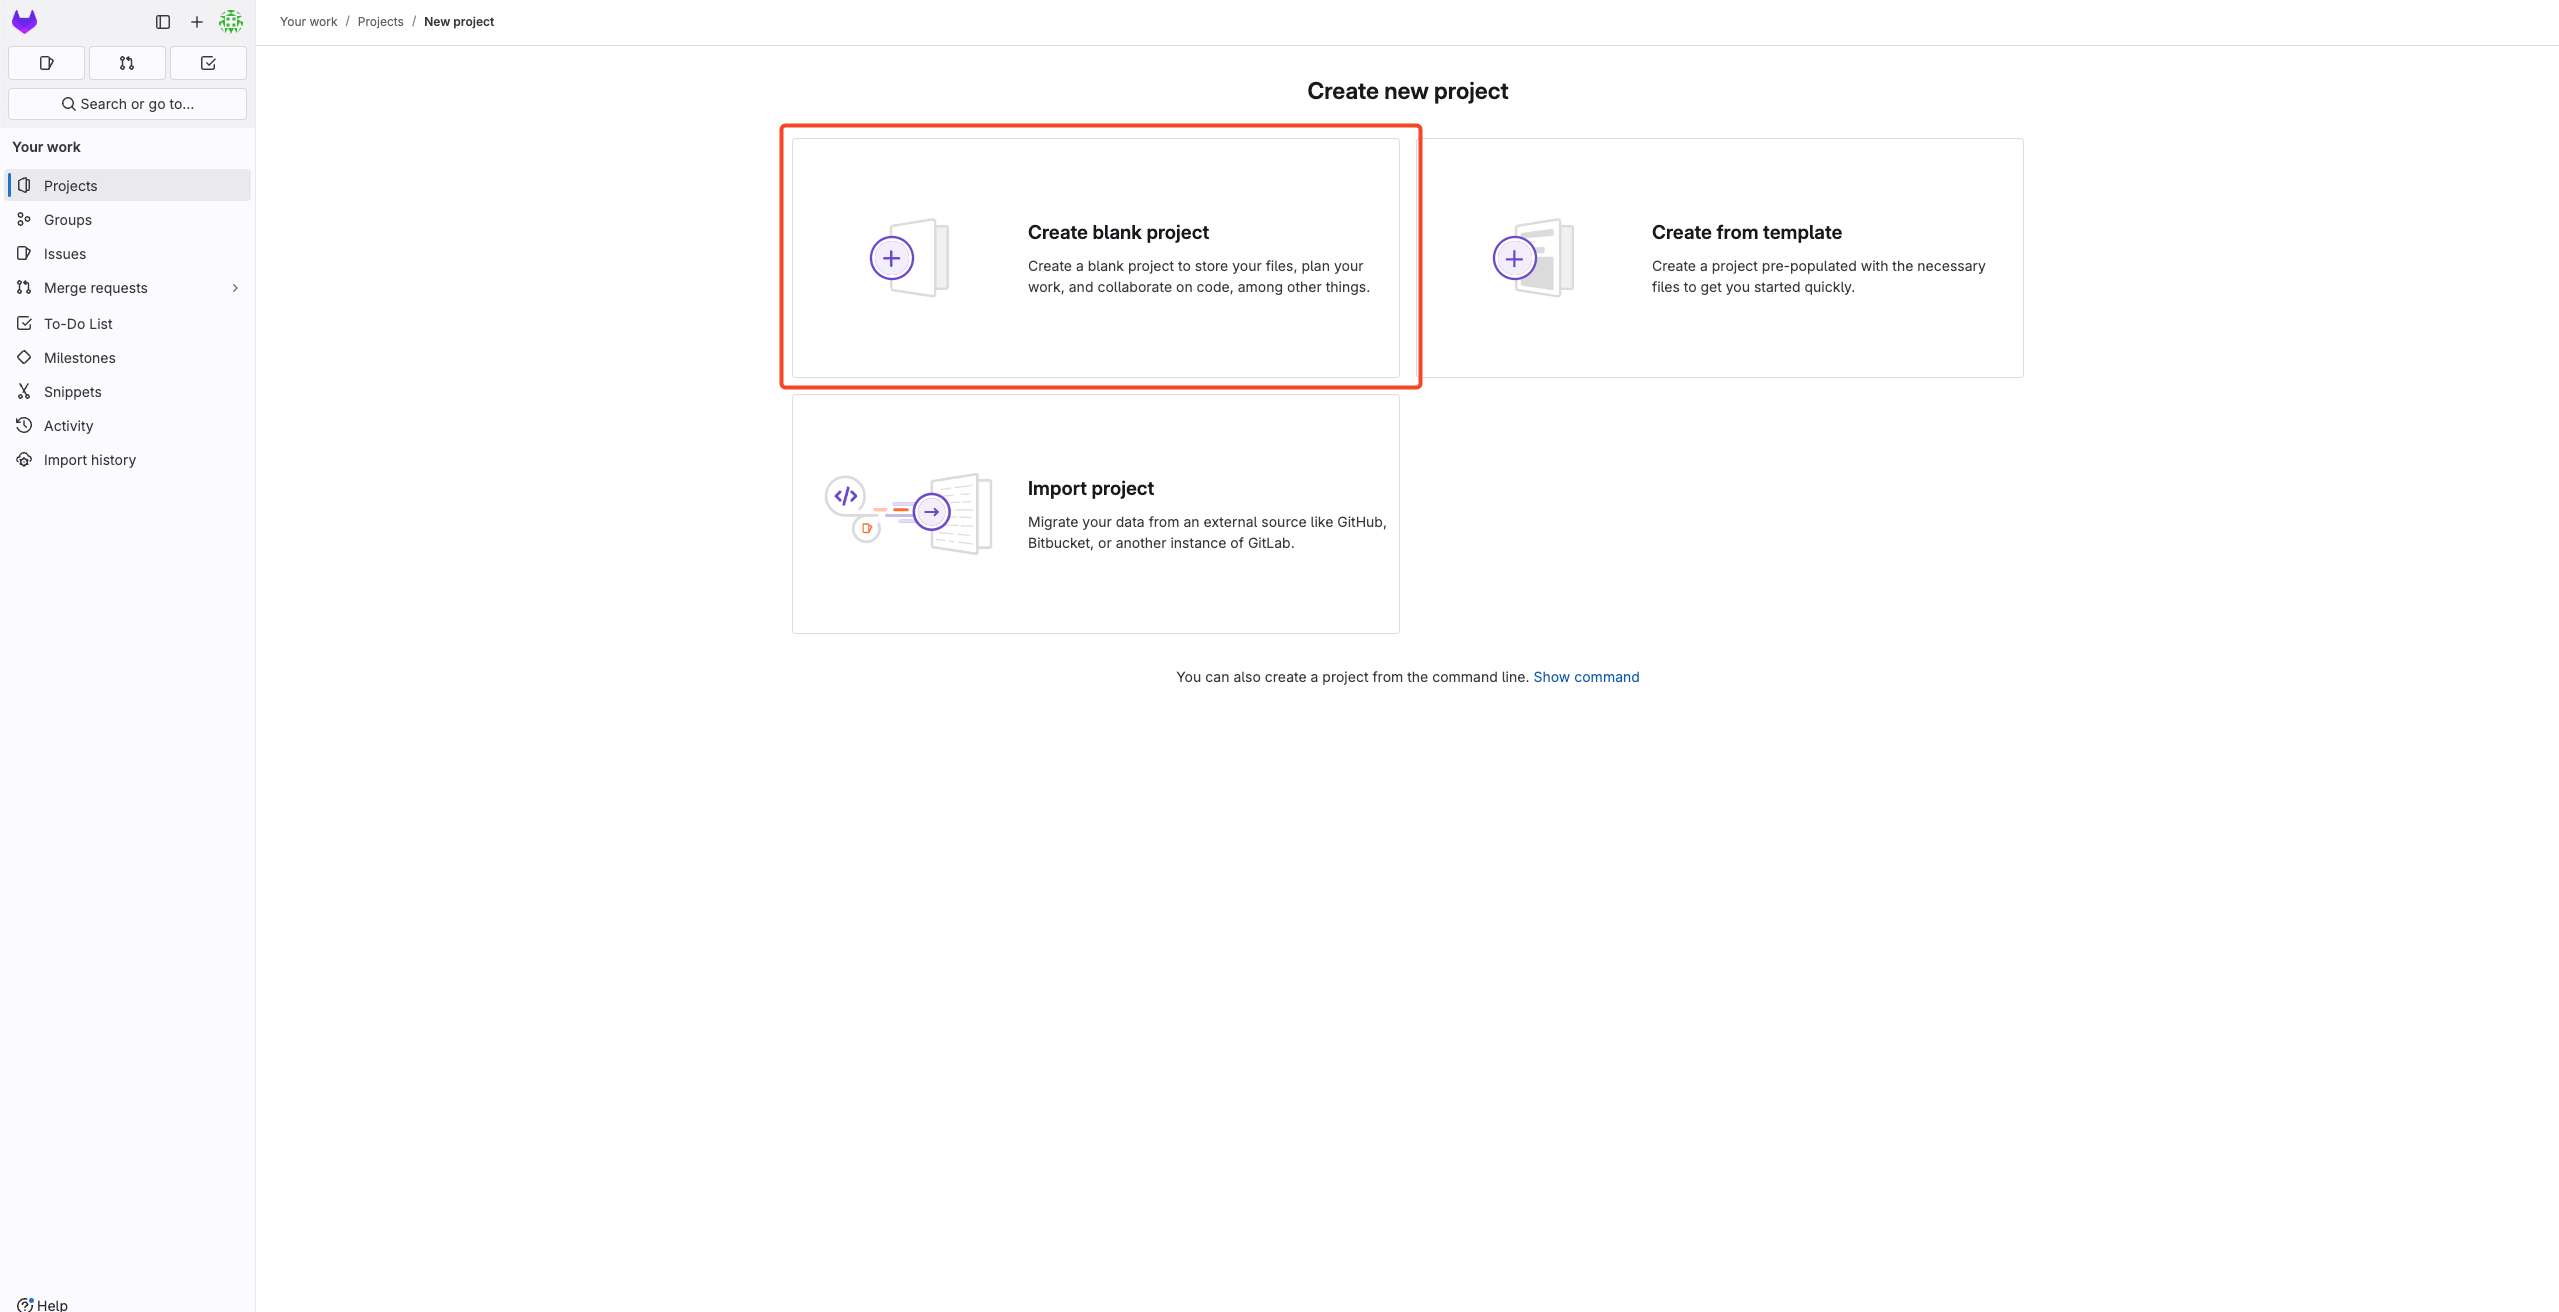 Your work / Projects / New project
Search or go to...
Your work
Projects
Groups
Issues
Merge requests
To-Do List
Milestones
Snippets
Activity
Import history
Help
Create new project
Create blank project
Create a blank project to store your files, plan your
work, and collaborate on code, among other things.
Create from template
Create a project pre-populated with the necessary
files to get you started quickly.
Import project
Migrate your data from an external source like GitHub,
Bitbucket, or another instance of GitLab.
You can also create a project from the command line. Show command